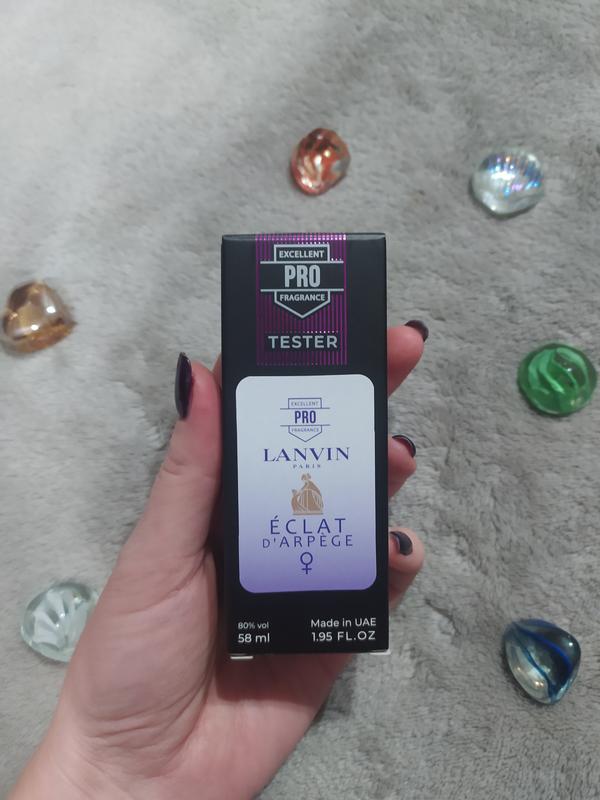 EXCELLENT
PRO
FRAGRANCE
TESTER
EXCELLENT
PRO
FRAGRANCE
LANVIN
PARIS
ÉCLAT
D'ARPÈGE
80% vol
58 ml
Made in UAE
1.95 FL.OZ